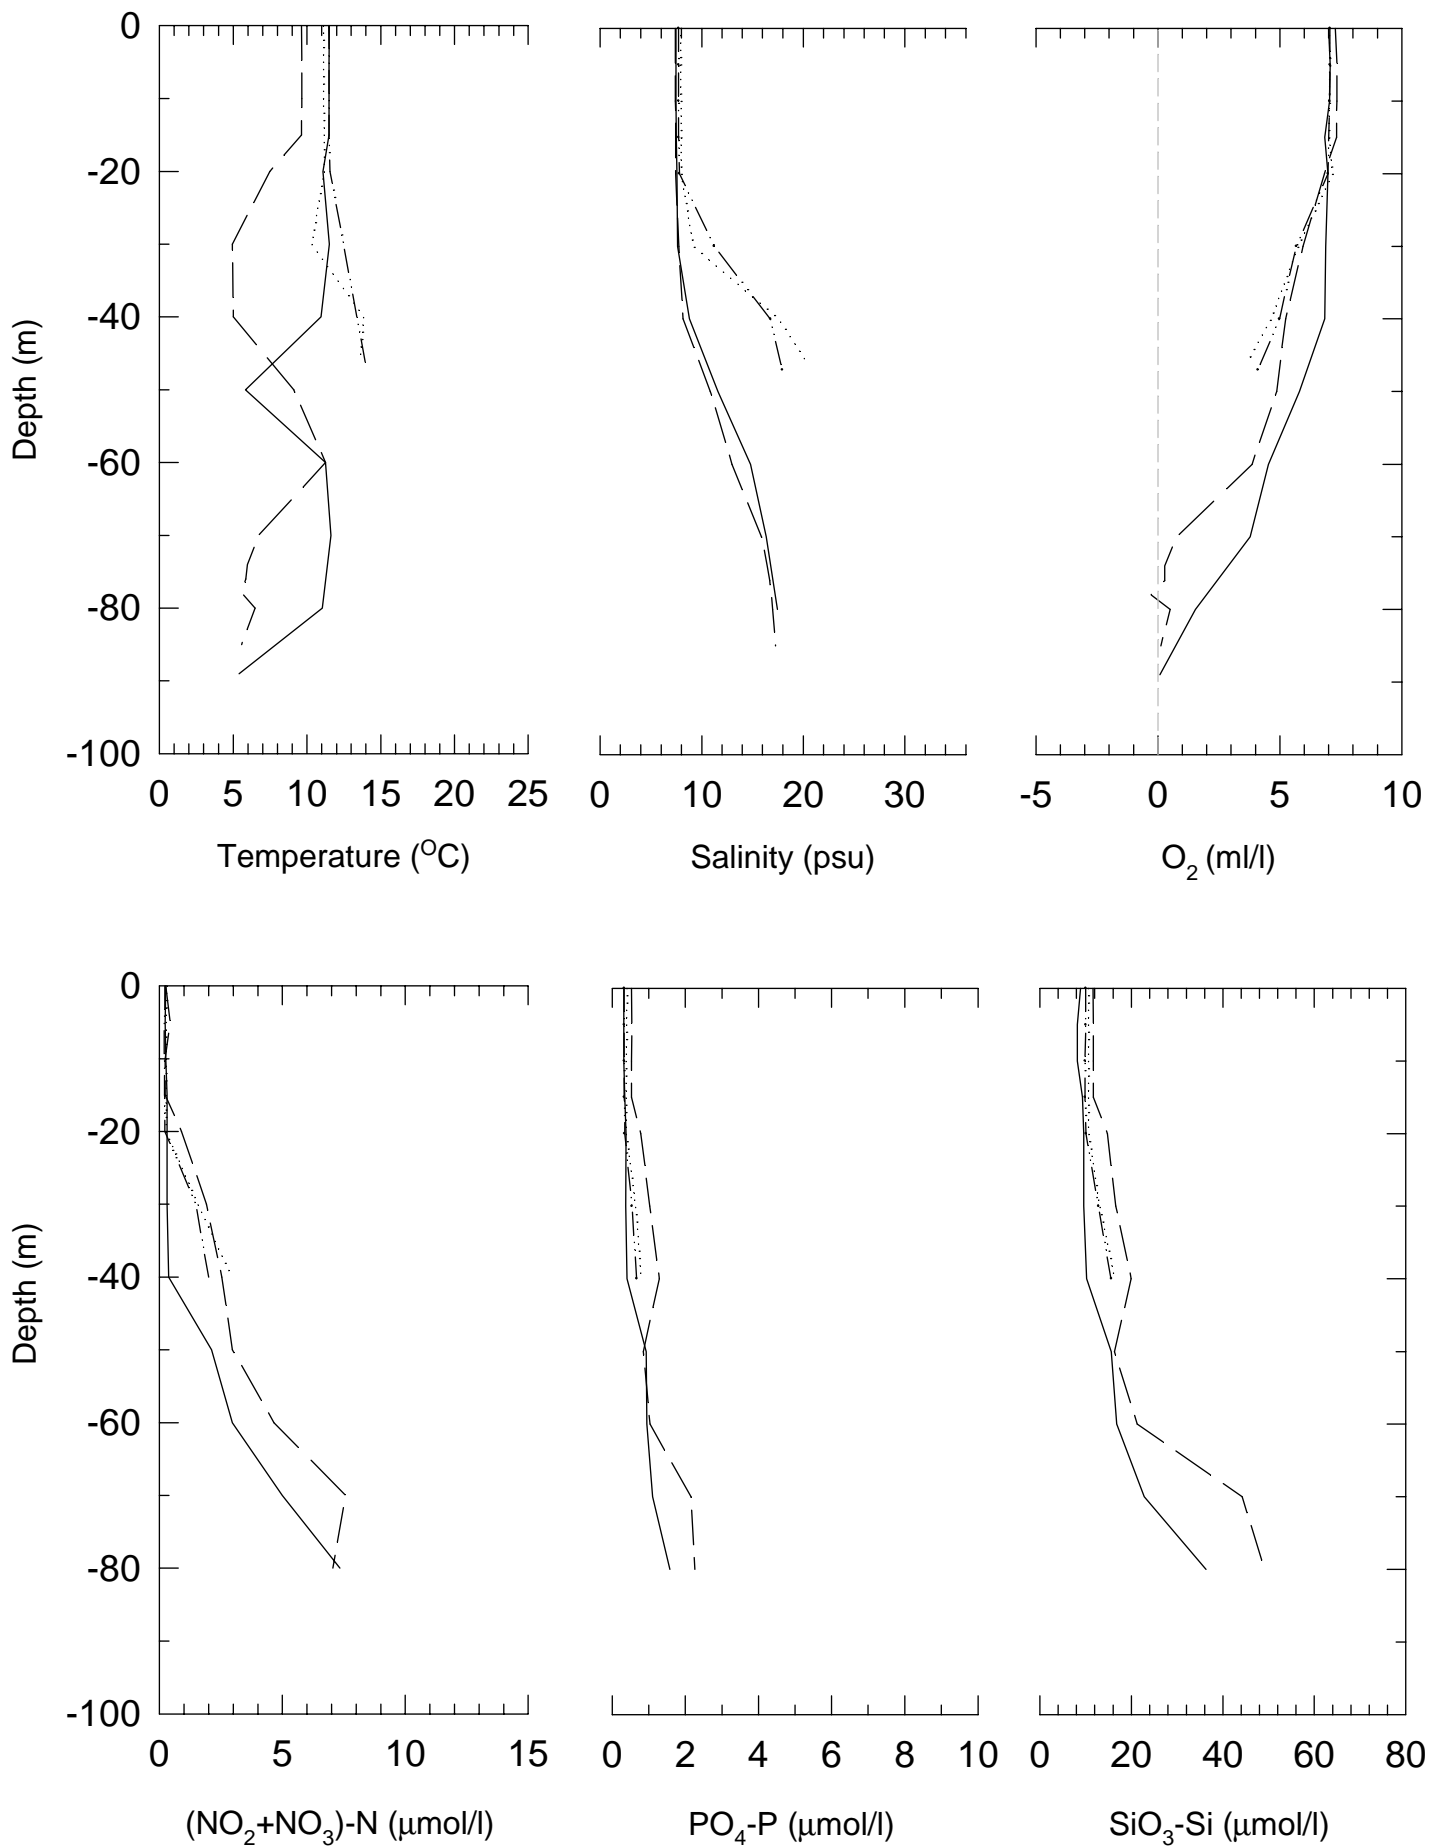 0
-20
-40
-60
-80
-100
Depth (m)
0 5 10 15 20 25
Temperature (OC)
0 10 20 30
Salinity (psu)
-5 0 5 10
O2 (ml/l)
0
-20
-40
-60
-80
-100
Depth (m)
0 5 10 15
(NO2+NO3)-N (μmol/l)
0 2 4 6 8 10
PO4-P (μmol/l)
0 20 40 60 80
SiO3-Si (μmol/l)